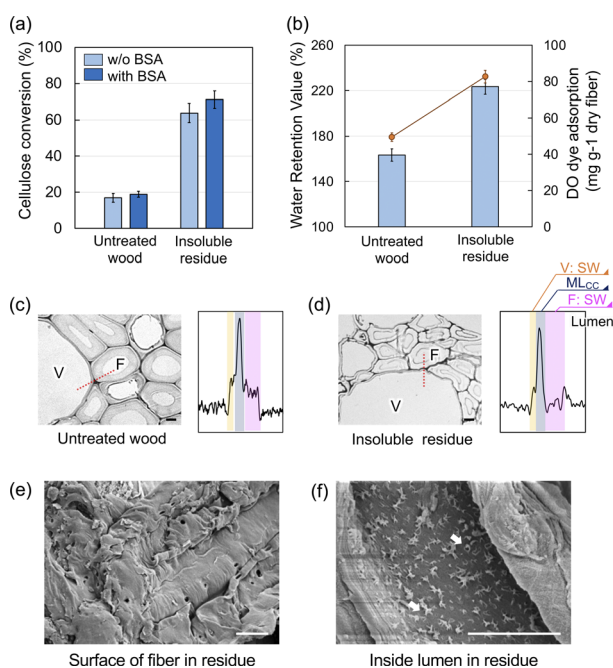 (a)
Cellulose conversion (%)
100
80
60
40
20
0
w/o BSA
with BSA
Untreated
wood
Insoluble
residue
(b)
Water Retention Value (%)
260
220
180
140
100
100
80
60
40
20
0
DO dye adsorption
(mg g-1 dry fiber)
Untreated
wood
Insoluble
residue
(c)
V
F
Untreated wood
(d)
F
V
Insoluble residue
V: SW
MLCC
F: SW
Lumen
(e)
Surface of fiber in residue
(f)
Inside lumen in residue